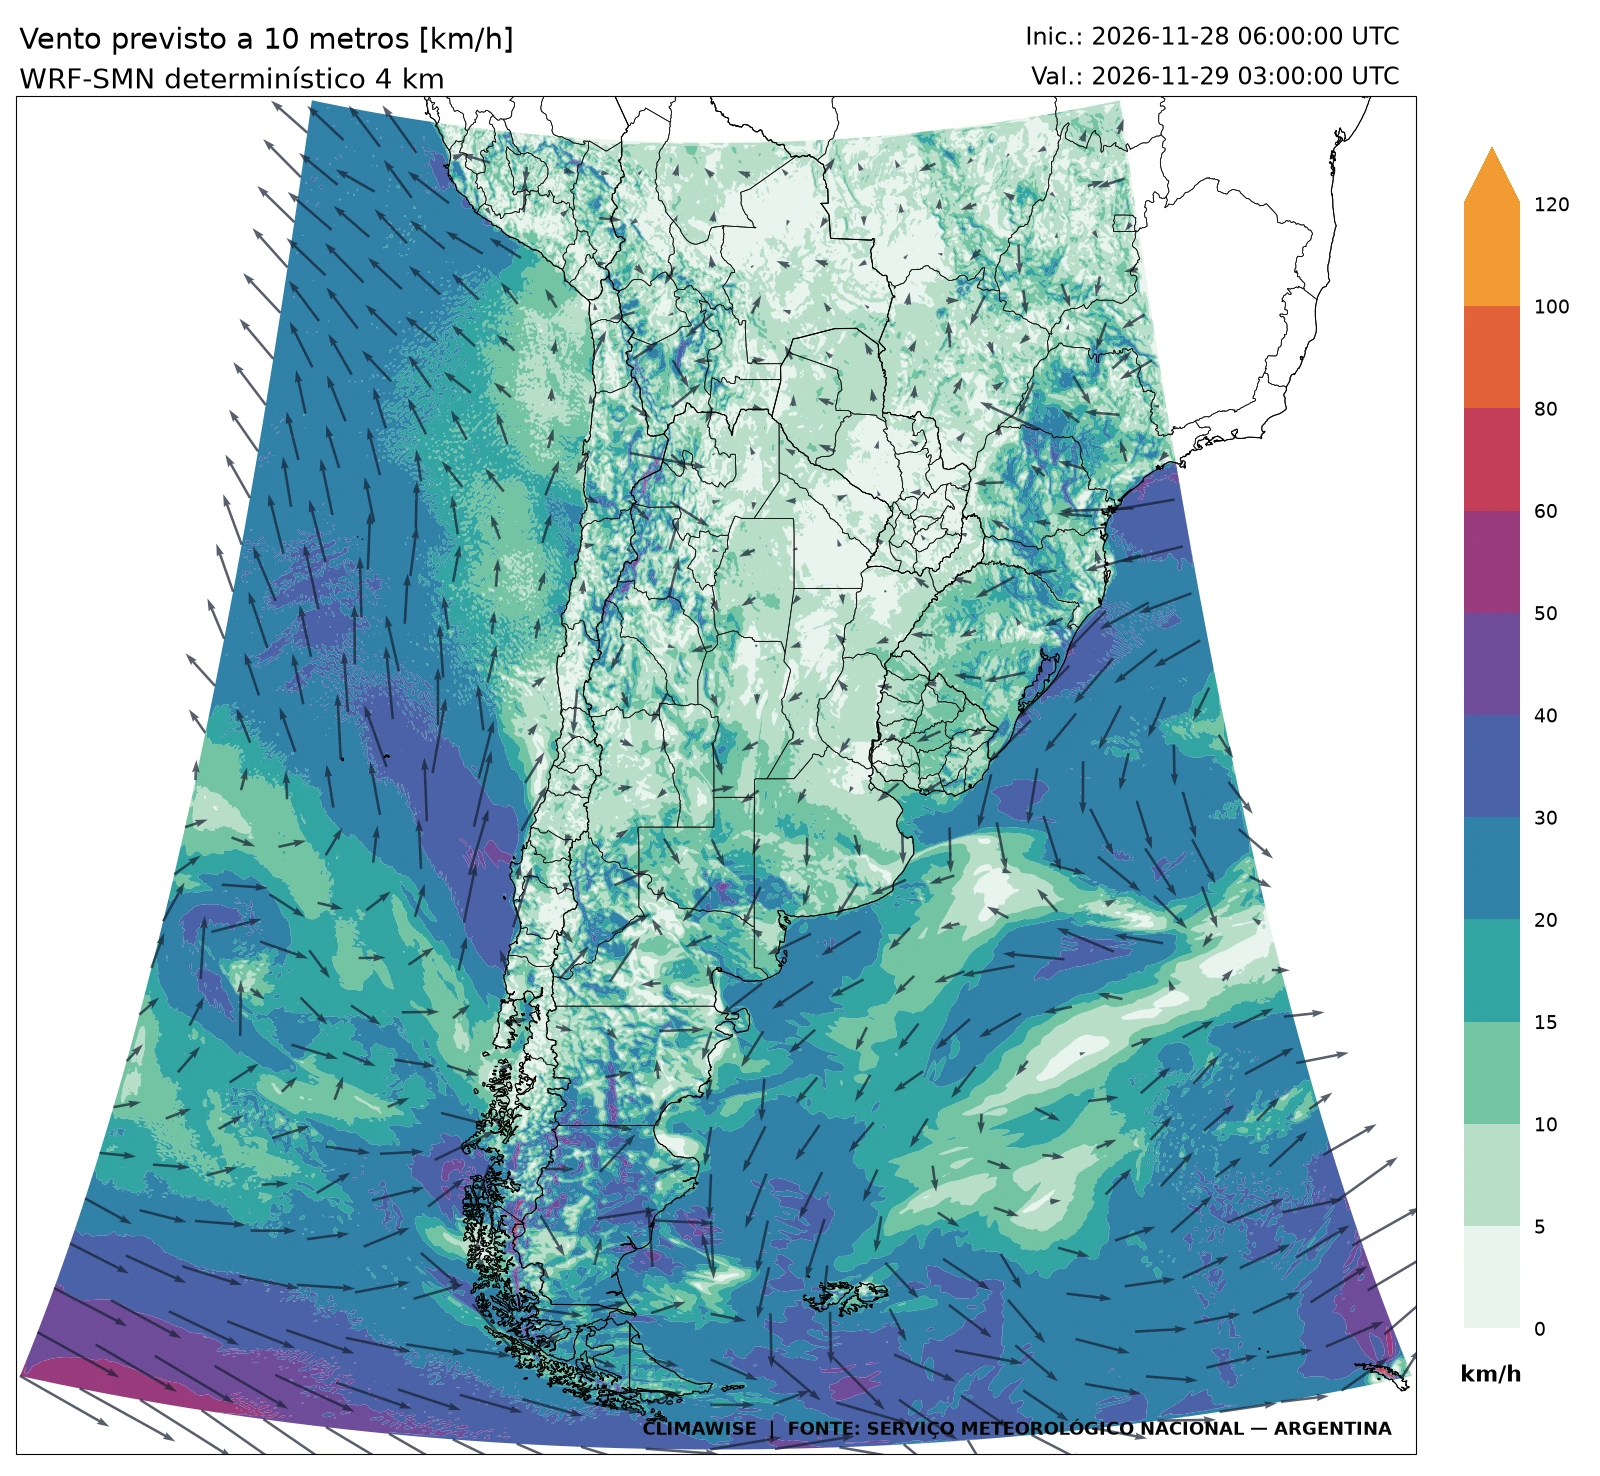 Vento previsto a 10 metros [km/h]
WRF-SMN determinístico 4 km
Inic.: 2026-11-28 06:00:00 UTC
Val.: 2026-11-29 03:00:00 UTC
120
100
80
60
50
40
30
20
15
10
5
0
km/h
CLIMAWISE | FONTE: SERVIÇO METEOROLÓGICO NACIONAL — ARGENTINA